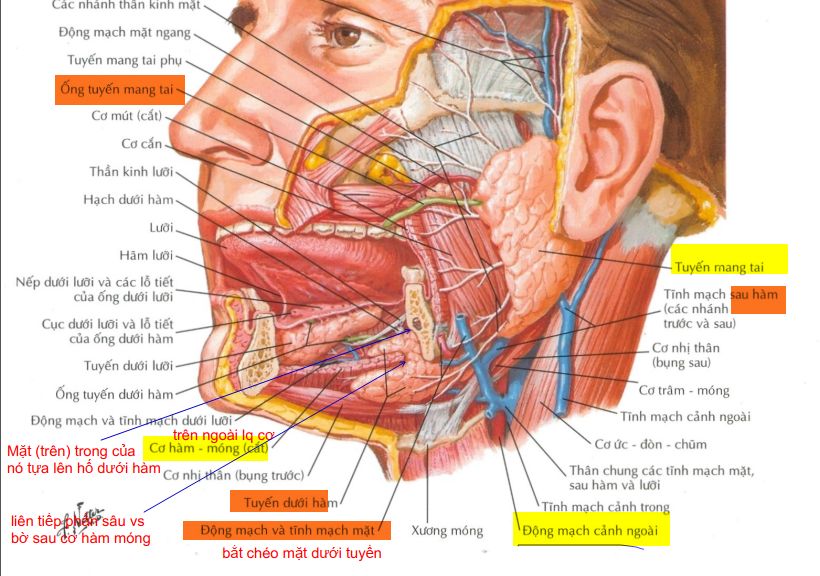 Các nhánh thần kinh mặt
Động mạch mặt ngang
Tuyến mang tai phụ
Ống tuyến mang tai
Cơ mút (cắt)
Cơ cắn
Thần kinh lưỡi
Hạch dưới hàm
Lưỡi
Hãm lưỡi
Nếp dưới lưỡi và các lỗ tiết
của ống dưới lưỡi
Cục dưới lưỡi và lỗ tiết
của ống dưới hàm
Tuyến dưới lưỡi
Ống tuyến dưới hàm
Động mạch và tĩnh mạch dưới lưỡi
trên ngoài lq cơ
Cơ hàm - móng (cắt)
Mặt (trên) trong của
nó tựa lên hố dưới hàm
Cơ nhị thân (bụng trước)
Tuyến dưới hàm
liên tiếp phần sâu vs
bờ sau cơ hàm móng
Động mạch và tĩnh mạch mặt
bắt chéo mặt dưới tuyến
Xương móng
Tuyến mang tai
Tĩnh mạch sau hàm
(các nhánh
trước và sau)
Cơ nhị thân
(bụng sau)
Cơ trâm - móng
Tĩnh mạch cảnh ngoài
Cơ ức - đòn - chũm
Thân chung các tĩnh mạch mặt,
sau hàm và lưỡi
Tĩnh mạch cảnh trong
Động mạch cảnh ngoài